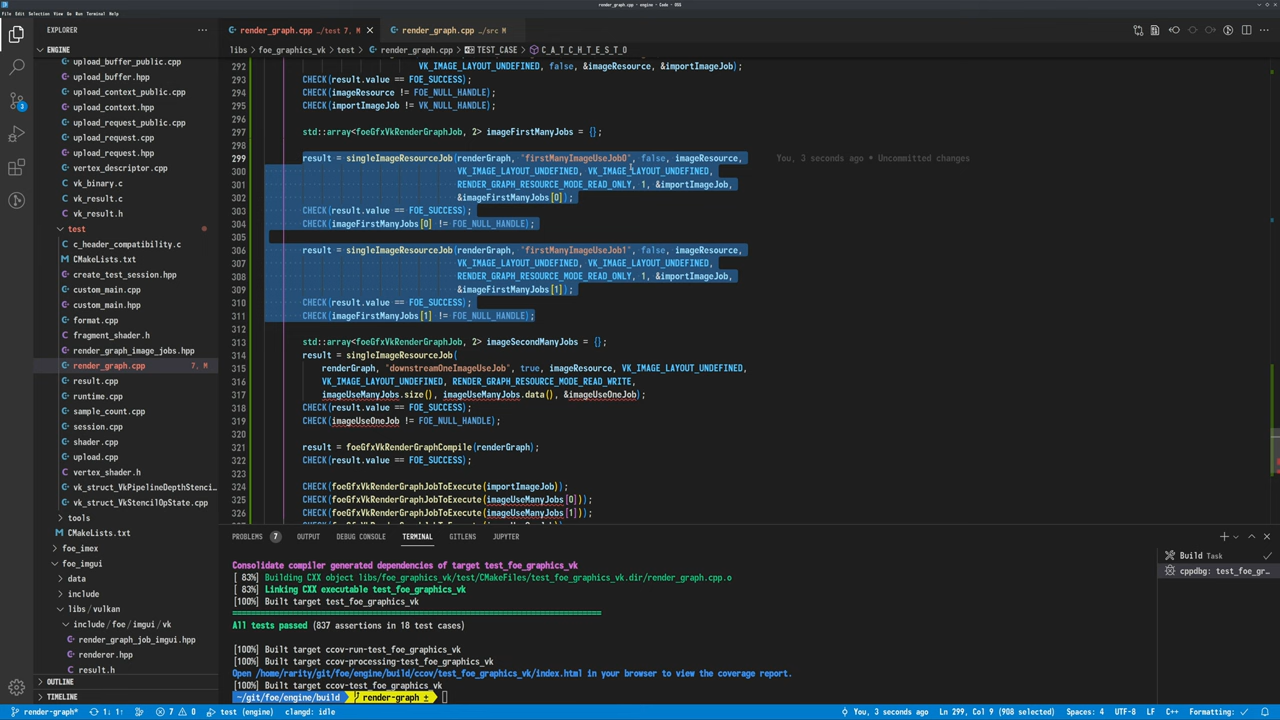 render_graph.cpp - engine - Code - OSS
File Edit Selection View Go Run Terminal Help
EXPLORER
render_graph.cpp ../test 7, M
render_graph.cpp ../src M
ENGINE
libs > foe_graphics_vk > test > render_graph.cpp > TEST_CASE > C_A_T_C_H_T_E_S_T_0
upload_buffer_public.cpp
upload_buffer.hpp
upload_context_public.cpp
upload_context.hpp
upload_request_public.cpp
upload_request.cpp
upload_request.hpp
vertex_descriptor.cpp
vk_binary.c
vk_result.c
vk_result.h
test
c_header_compatibility.c
CMakeLists.txt
create_test_session.hpp
custom_main.cpp
custom_main.hpp
format.cpp
fragment_shader.h
render_graph_image_jobs.hpp
render_graph.cpp 7, M
result.cpp
runtime.cpp
sample_count.cpp
session.cpp
shader.cpp
upload.cpp
vertex_shader.h
vk_struct_VkPipelineDepthStenci...
vk_struct_VkStencilOpState.cpp
tools
CMakeLists.txt
foe_imex
foe_imgui
data
include
libs / vulkan
include / foe / imgui / vk
render_graph_job_imgui.hpp
renderer.hpp
result.h
OUTLINE
TIMELINE
292 VK_IMAGE_LAYOUT_UNDEFINED, false, &imageResource, &importImageJob);
293 CHECK(result.value == FOE_SUCCESS);
294 CHECK(imageResource != FOE_NULL_HANDLE);
295 CHECK(importImageJob != VK_NULL_HANDLE);
296
297 std::array<foeGfxVkRenderGraphJob, 2> imageFirstManyJobs = {};
298
299 result = singleImageResourceJob(renderGraph, "firstManyImageUseJob0", false, imageResource, You, 3 seconds ago • Uncommitted changes
300 VK_IMAGE_LAYOUT_UNDEFINED, VK_IMAGE_LAYOUT_UNDEFINED,
301 RENDER_GRAPH_RESOURCE_MODE_READ_ONLY, 1, &importImageJob,
302 &imageFirstManyJobs[0]);
303 CHECK(result.value == FOE_SUCCESS);
304 CHECK(imageFirstManyJobs[0] != FOE_NULL_HANDLE);
305
306 result = singleImageResourceJob(renderGraph, "firstManyImageUseJob1", false, imageResource,
307 VK_IMAGE_LAYOUT_UNDEFINED, VK_IMAGE_LAYOUT_UNDEFINED,
308 RENDER_GRAPH_RESOURCE_MODE_READ_ONLY, 1, &importImageJob,
309 &imageFirstManyJobs[1]);
310 CHECK(result.value == FOE_SUCCESS);
311 CHECK(imageFirstManyJobs[1] != FOE_NULL_HANDLE);
312
313 std::array<foeGfxVkRenderGraphJob, 2> imageSecondManyJobs = {};
314 result = singleImageResourceJob(
315 renderGraph, "downstreamOneImageUseJob", true, imageResource, VK_IMAGE_LAYOUT_UNDEFINED,
316 VK_IMAGE_LAYOUT_UNDEFINED, RENDER_GRAPH_RESOURCE_MODE_READ_WRITE,
317 imageUseManyJobs.size(), imageUseManyJobs.data(), &imageUseOneJob);
318 CHECK(result.value == FOE_SUCCESS);
319 CHECK(imageUseOneJob != FOE_NULL_HANDLE);
320
321 result = foeGfxVkRenderGraphCompile(renderGraph);
322 CHECK(result.value == FOE_SUCCESS);
323
324 CHECK(foeGfxVkRenderGraphJobToExecute(importImageJob));
325 CHECK(foeGfxVkRenderGraphJobToExecute(imageUseManyJobs[0]));
326 CHECK(foeGfxVkRenderGraphJobToExecute(imageUseManyJobs[1]));
PROBLEMS 7 OUTPUT DEBUG CONSOLE TERMINAL GITLENS JUPYTER
Consolidate compiler generated dependencies of target test_foe_graphics_vk
[ 83%] Building CXX object libs/foe_graphics_vk/test/CMakeFiles/test_foe_graphics_vk.dir/render_graph.cpp.o
[ 83%] Linking CXX executable test_foe_graphics_vk
[100%] Built target test_foe_graphics_vk
All tests passed (837 assertions in 18 test cases)
[100%] Built target ccov-run-test_foe_graphics_vk
[100%] Built target ccov-processing-test_foe_graphics_vk
Open /home/rarity/git/foe/engine/build/ccov/test_foe_graphics_vk/index.html in your browser to view the coverage report.
[100%] Built target ccov-test_foe_graphics_vk
~/git/foe/engine/build render-graph ±
Build Task
cppdbg: test_foe_gr...
render-graph* 1↓ 1↑ 7 0 test (engine) clangd: idle You, 3 seconds ago Ln 299, Col 9 (908 selected) Spaces: 4 UTF-8 LF C++ Formatting: ✓